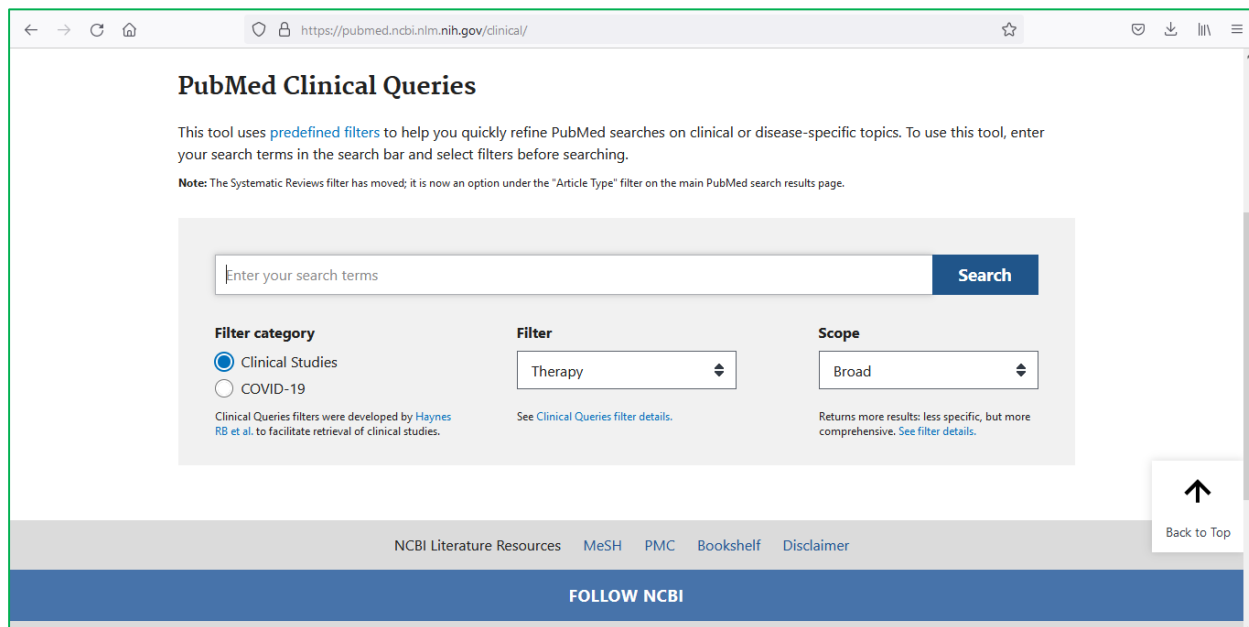 https://pubmed.ncbi.nlm.nih.gov/clinical/
PubMed Clinical Queries
This tool uses predefined filters to help you quickly refine PubMed searches on clinical or disease-specific topics. To use this tool, enter
your search terms in the search bar and select filters before searching.
Note: The Systematic Reviews filter has moved; it is now an option under the "Article Type" filter on the main PubMed search results page.
Enter your search terms
Search
Filter category
Clinical Studies
COVID-19
Clinical Queries filters were developed by Haynes
RB et al. to facilitate retrieval of clinical studies.
Filter
Therapy
See Clinical Queries filter details.
Scope
Broad
Returns more results: less specific, but more
comprehensive. See filter details.
Back to Top
NCBI Literature Resources MeSH PMC Bookshelf Disclaimer
FOLLOW NCBI